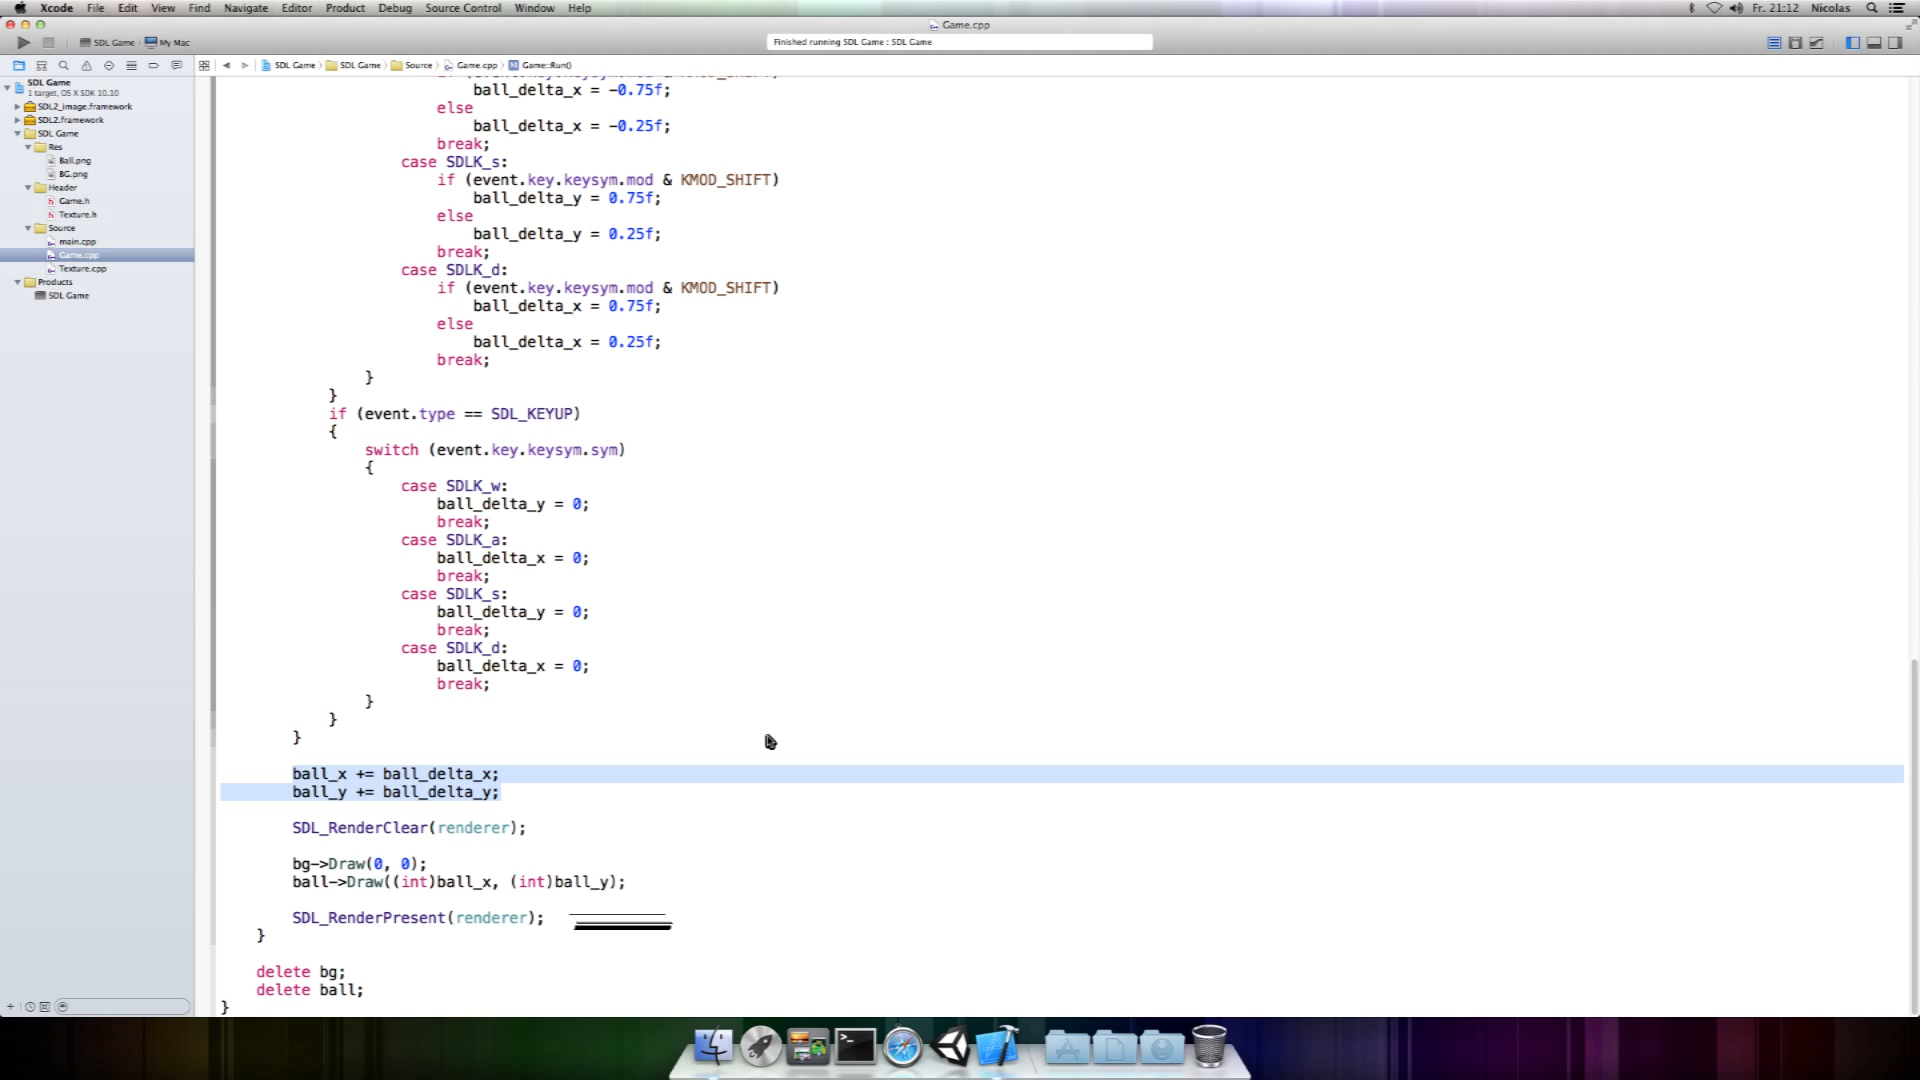 Xcode File Edit View Find Navigate Editor Product Debug Source Control Window Help
Fr. 21:12 Nicolas
Game.cpp
SDL Game My Mac
Finished running SDL Game : SDL Game
SDL Game SDL Game Source Game.cpp Game::Run()
SDL Game
1 target, OS X SDK 10.10
SDL2_image.framework
SDL2.framework
SDL Game
Res
Ball.png
BG.png
Header
Game.h
Texture.h
Source
main.cpp
Game.cpp
Texture.cpp
Products
SDL Game
ball_delta_x = -0.75f;
else
ball_delta_x = -0.25f;
break;
case SDLK_s:
if (event.key.keysym.mod & KMOD_SHIFT)
ball_delta_y = 0.75f;
else
ball_delta_y = 0.25f;
break;
case SDLK_d:
if (event.key.keysym.mod & KMOD_SHIFT)
ball_delta_x = 0.75f;
else
ball_delta_x = 0.25f;
break;
}
}
if (event.type == SDL_KEYUP)
{
switch (event.key.keysym.sym)
{
case SDLK_w:
ball_delta_y = 0;
break;
case SDLK_a:
ball_delta_x = 0;
break;
case SDLK_s:
ball_delta_y = 0;
break;
case SDLK_d:
ball_delta_x = 0;
break;
}
}
}
ball_x += ball_delta_x;
ball_y += ball_delta_y;
SDL_RenderClear(renderer);
bg->Draw(0, 0);
ball->Draw((int)ball_x, (int)ball_y);
SDL_RenderPresent(renderer);
}
delete bg;
delete ball;
}